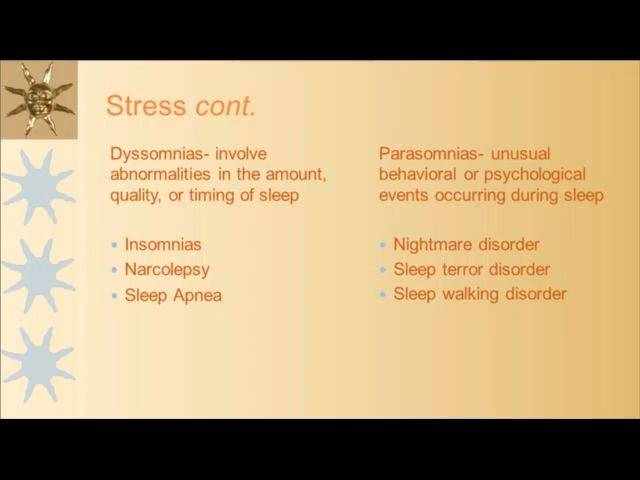 Stress cont.
Dyssomnias- involve
abnormalities in the amount,
quality, or timing of sleep
• Insomnias
• Narcolepsy
• Sleep Apnea
Parasomnias- unusual
behavioral or psychological
events occurring during sleep
• Nightmare disorder
• Sleep terror disorder
• Sleep walking disorder